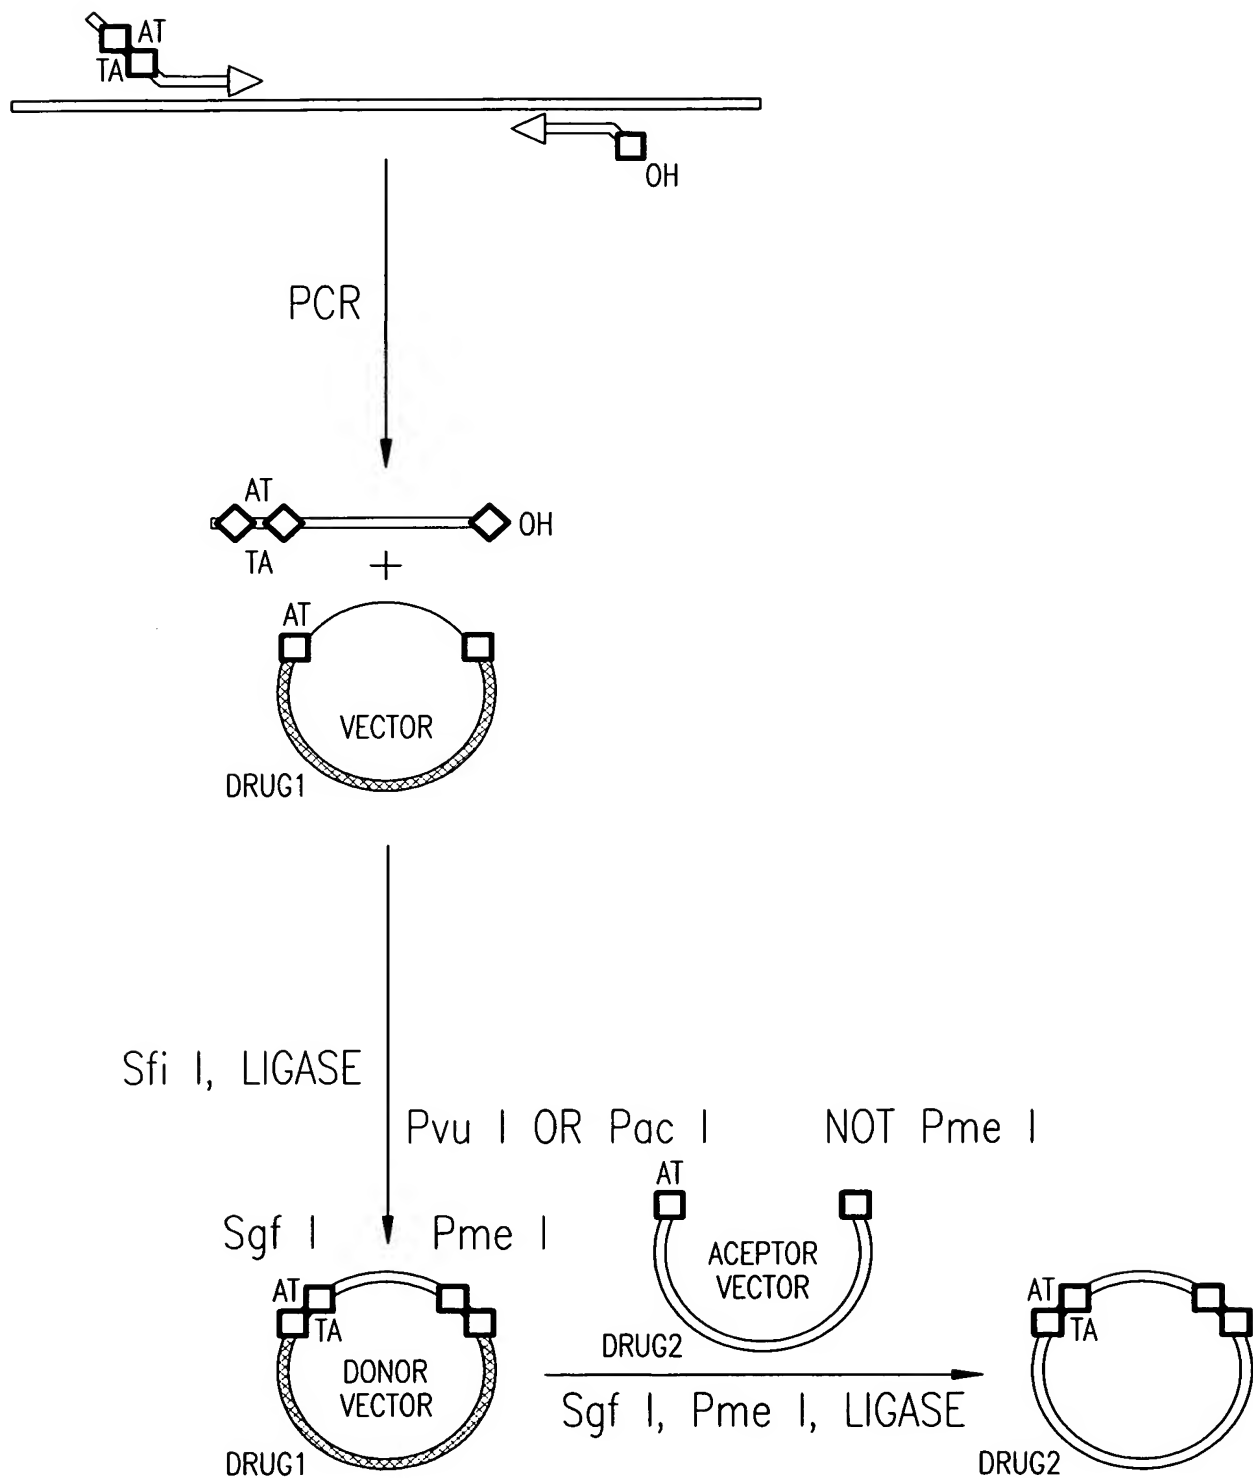 AT
TA
OH
PCR
AT
OH
TA
+
AT
VECTOR
DRUG1
Sfi I, LIGASE
Pvu I OR Pac I NOT Pme I
AT
Sgf I Pme I
ACEPTOR
VECTOR
AT
TA
AT
TA
DRUG2
DONOR
VECTOR
Sgf I, Pme I, LIGASE
DRUG1
DRUG2